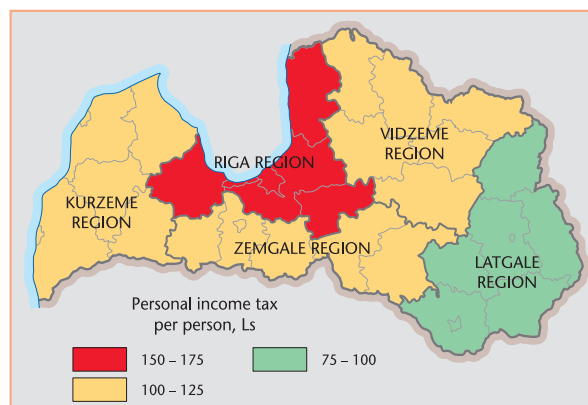 RIGA REGION
VIDZEME
REGION
KURZEME
REGION
ZEMGALE REGION
LATGALE
REGION
Personal income tax
per person, Ls
150 – 175
75 – 100
100 – 125